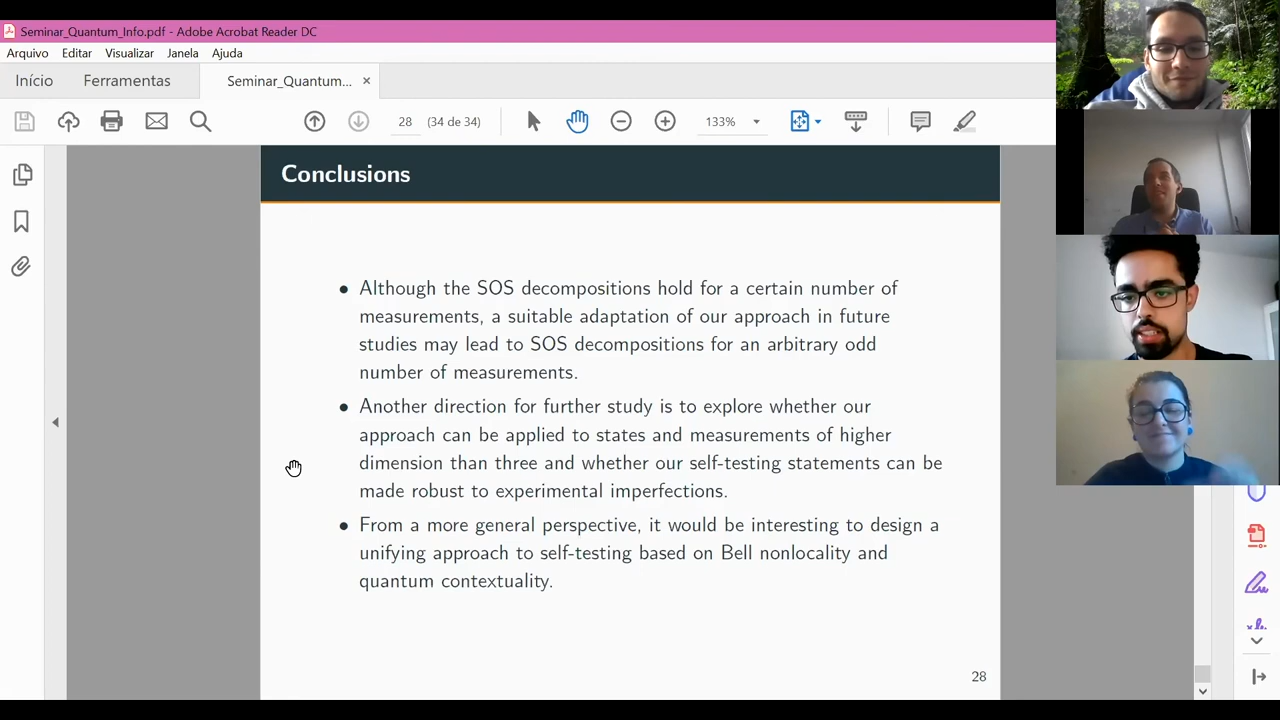 Seminar_Quantum_Info.pdf - Adobe Acrobat Reader DC
Arquivo Editar Visualizar Janela Ajuda
Início Ferramentas Seminar_Quantum... ×
28 (34 de 34) 133%
Conclusions
• Although the SOS decompositions hold for a certain number of
measurements, a suitable adaptation of our approach in future
studies may lead to SOS decompositions for an arbitrary odd
number of measurements.
• Another direction for further study is to explore whether our
approach can be applied to states and measurements of higher
dimension than three and whether our self-testing statements can be
made robust to experimental imperfections.
• From a more general perspective, it would be interesting to design a
unifying approach to self-testing based on Bell nonlocality and
quantum contextuality.
28